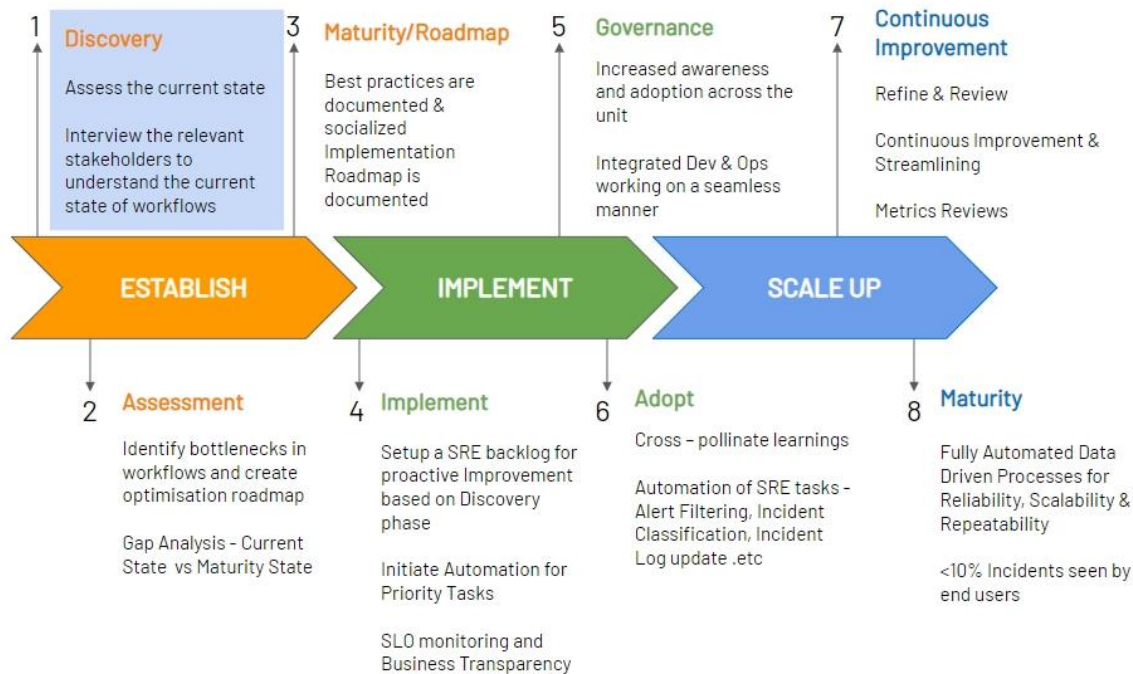 1
Discovery
Assess the current state
Interview the relevant
stakeholders to
understand the current
state of workflows
3
Maturity/Roadmap
Best practices are
documented &
socialized
Implementation
Roadmap is
documented
5
Governance
Increased awareness
and adoption across the
unit
Integrated Dev & Ops
working on a seamless
manner
7
Continuous
Improvement
Refine & Review
Continuous Improvement &
Streamlining
Metrics Reviews
ESTABLISH
IMPLEMENT
SCALE UP
2
Assessment
Identify bottlenecks in
workflows and create
optimisation roadmap
Gap Analysis - Current
State vs Maturity State
4
Implement
Setup a SRE backlog for
proactive Improvement
based on Discovery
phase
Initiate Automation for
Priority Tasks
SLO monitoring and
Business Transparency
6
Adopt
Cross – pollinate learnings
Automation of SRE tasks -
Alert Filtering, Incident
Classification, Incident
Log update .etc
8
Maturity
Fully Automated Data
Driven Processes for
Reliability, Scalability &
Repeatability
<10% Incidents seen by
end users